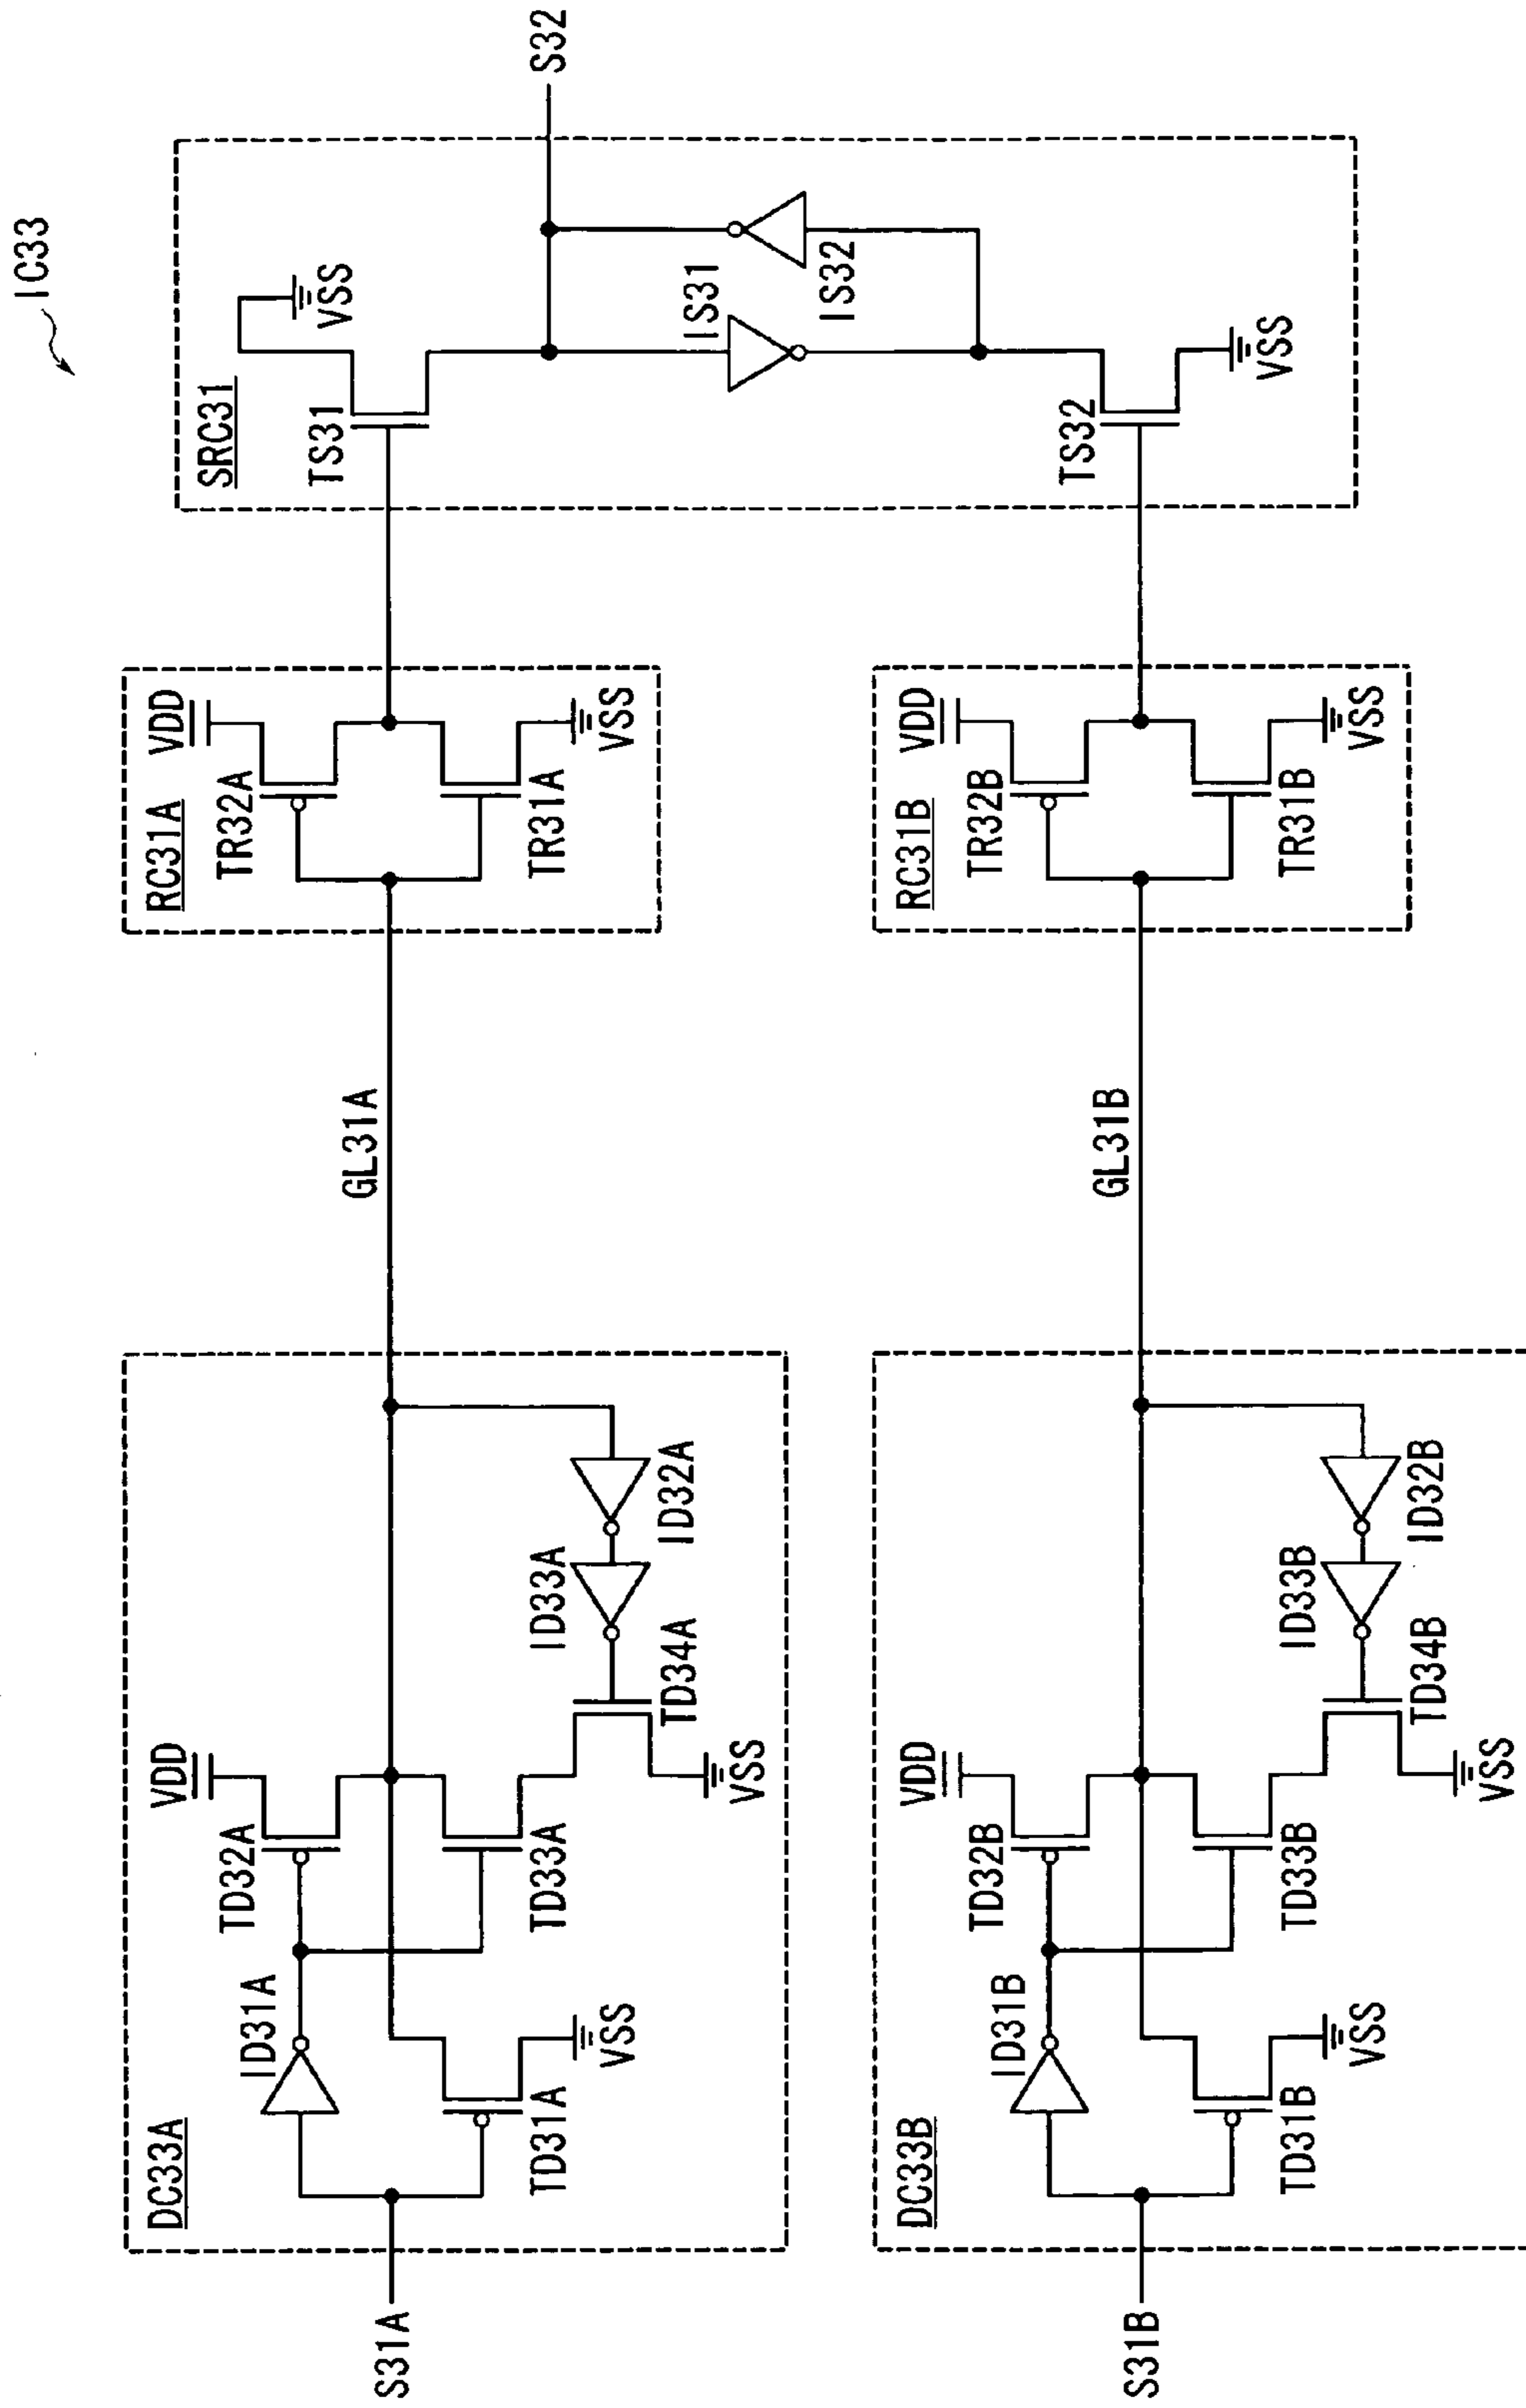 IC33
DC33A
S31A
ID31A
TD31A
VSS
VDD
TD32A
TD33A
TD34A
VSS
ID33A
ID32A
GL31A
RC31A
VDD
TR32A
TR31A
VSS
SRC31
TS31
VSS
IS31
IS32
S32
TS32
VSS
DC33B
S31B
ID31B
TD31B
VSS
VDD
TD32B
TD33B
TD34B
VSS
ID33B
ID32B
GL31B
RC31B
VDD
TR32B
TR31B
VSS